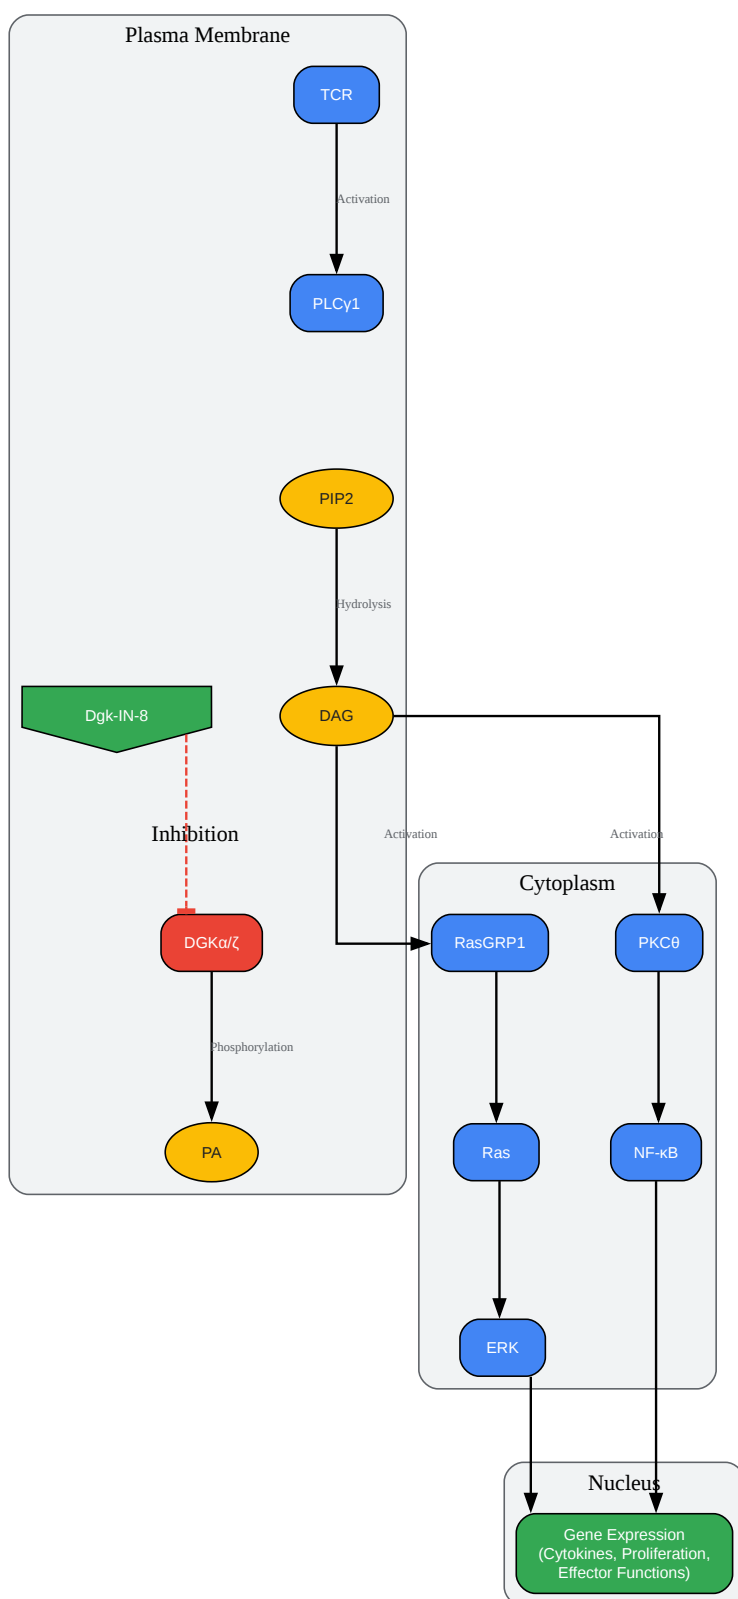 Plasma Membrane
TCR
Activation
PLCγ1
PIP2
Hydrolysis
Dgk-IN-8
DAG
Inhibition
Activation
Activation
Cytoplasm
DGKα/ζ
RasGRP1
PKCθ
Phosphorylation
PA
Ras
NF-κB
ERK
Nucleus
Gene Expression
(Cytokines, Proliferation,
Effector Functions)